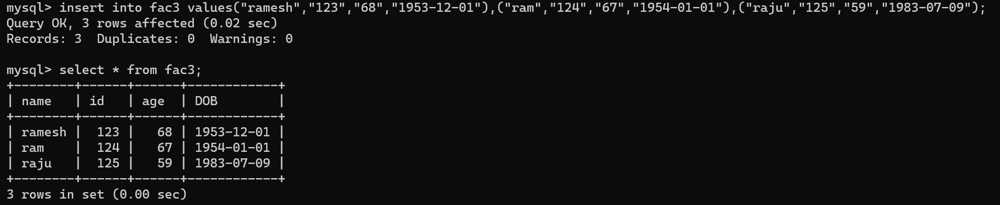 mysql> insert into fac3 values("ramesh","123","68","1953-12-01"),("ram","124","67","1954-01-01"),("raju","125","59","1983-07-09");
Query OK, 3 rows affected (0.02 sec)
Records: 3  Duplicates: 0  Warnings: 0

mysql> select * from fac3;
+--------+------+------+------------+
| name   | id   | age  | DOB        |
+--------+------+------+------------+
| ramesh |  123 |   68 | 1953-12-01 |
| ram    |  124 |   67 | 1954-01-01 |
| raju   |  125 |   59 | 1983-07-09 |
+--------+------+------+------------+
3 rows in set (0.00 sec)